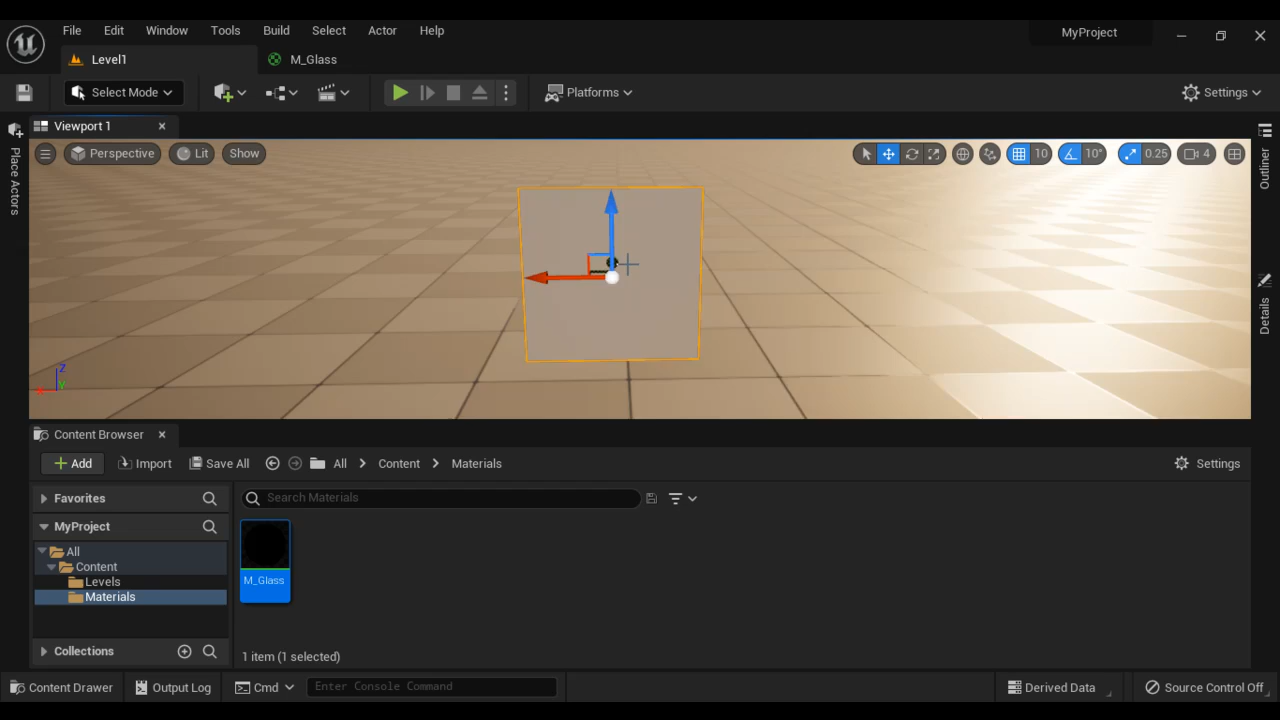 File Edit Window Tools Build Select Actor Help
MyProject
Level1
M_Glass
Select Mode
Platforms
Settings
Viewport 1
Place Actors
Perspective Lit Show
10 10° 0.25 4
Outliner
Details
Z
Y
X
Content Browser
Add Import Save All All Content Materials Settings
Favorites
Search Materials
MyProject
All
Content
Levels
Materials
M_Glass
Collections
1 item (1 selected)
Content Drawer Output Log Cmd Enter Console Command Derived Data Source Control Off